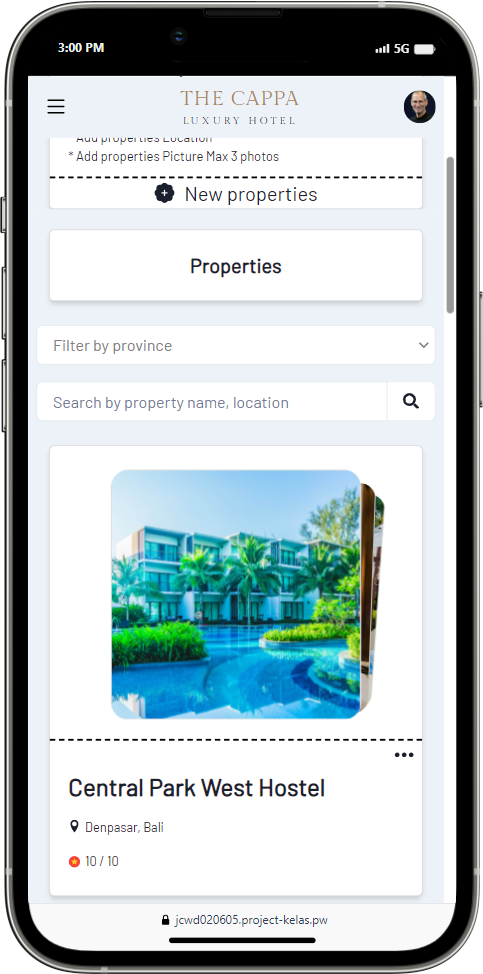 3:00 PM
5G
THE CAPPA
LUXURY HOTEL
* Add properties Location
* Add properties Picture Max 3 photos
New properties
Properties
Filter by province
Search by property name, location
Central Park West Hostel
Denpasar, Bali
10 / 10
jcwd020605.project-kelas.pw